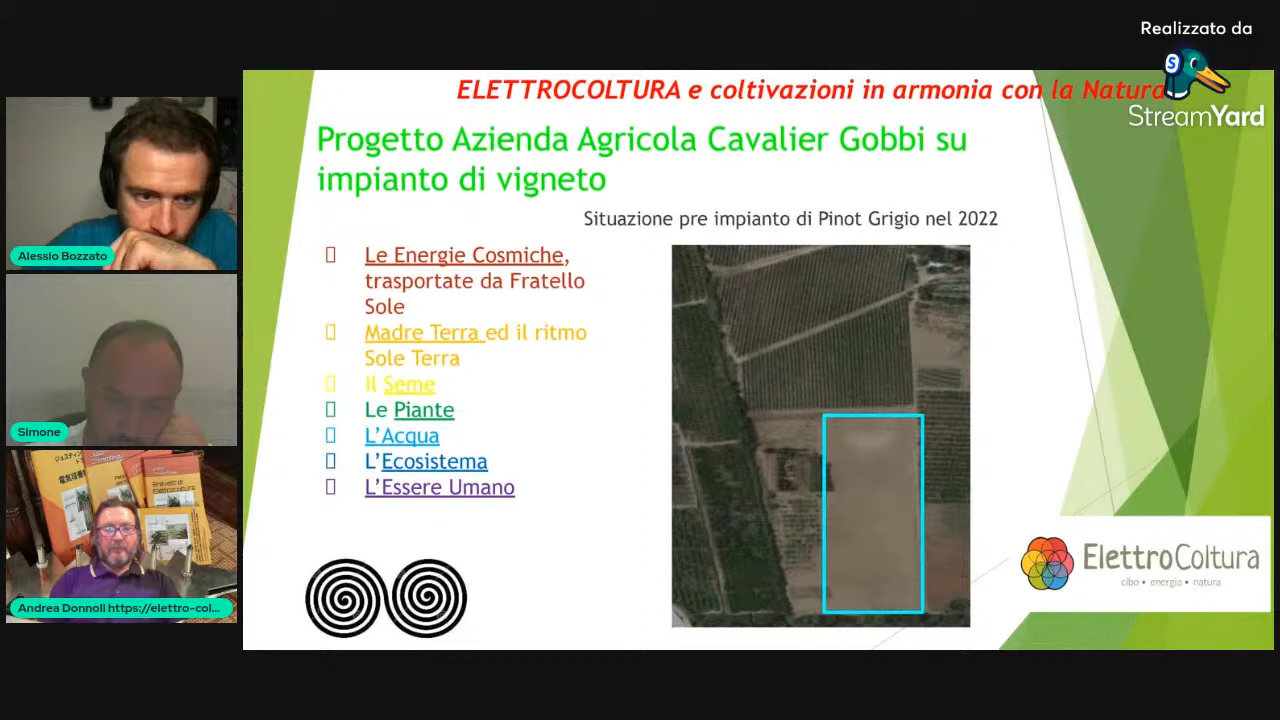 Realizzato da
StreamYard
ELETTROCOLTURA e coltivazioni in armonia con la Natura
Progetto Azienda Agricola Cavalier Gobbi su
impianto di vigneto
Situazione pre impianto di Pinot Grigio nel 2022
Le Energie Cosmiche,
trasportate da Fratello
Sole
Madre Terra ed il ritmo
Sole Terra
Il Seme
Le Piante
L'Acqua
L'Ecosistema
L'Essere Umano
ElettroColtura
cibo • energia • natura
Alessio Bozzato
Simone
Brevetti di
Elettrocoltura
Andrea Donnoli https://elettro-col...